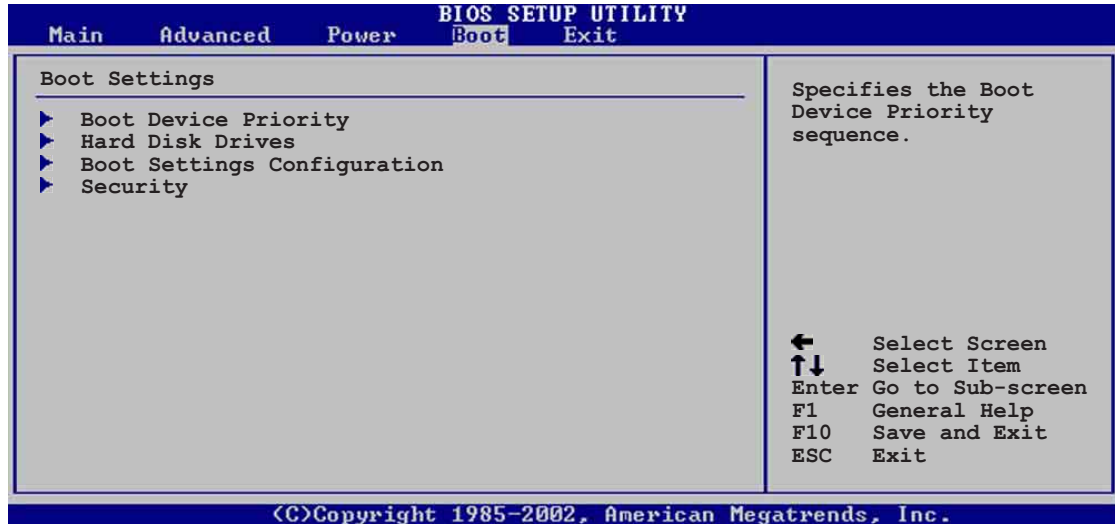 BIOS SETUP UTILITY
Main Advanced Power Boot Exit
Boot Settings
Boot Device Priority
Hard Disk Drives
Boot Settings Configuration
Security
Specifies the Boot
Device Priority
sequence.
← Select Screen
↑↓ Select Item
Enter Go to Sub-screen
F1 General Help
F10 Save and Exit
ESC Exit
(C)Copyright 1985-2002, American Megatrends, Inc.